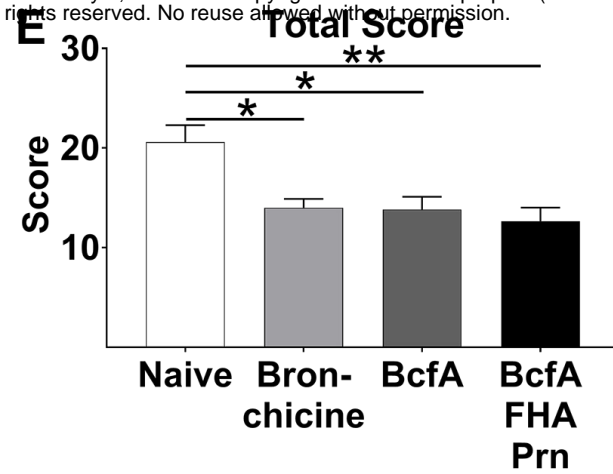 rights reserved. No reuse allowed without permission.
E
Total Score
**
*
*
Score
30
20
10
Naive
Bron-
chicine
BcfA
BcfA
FHA
Prn